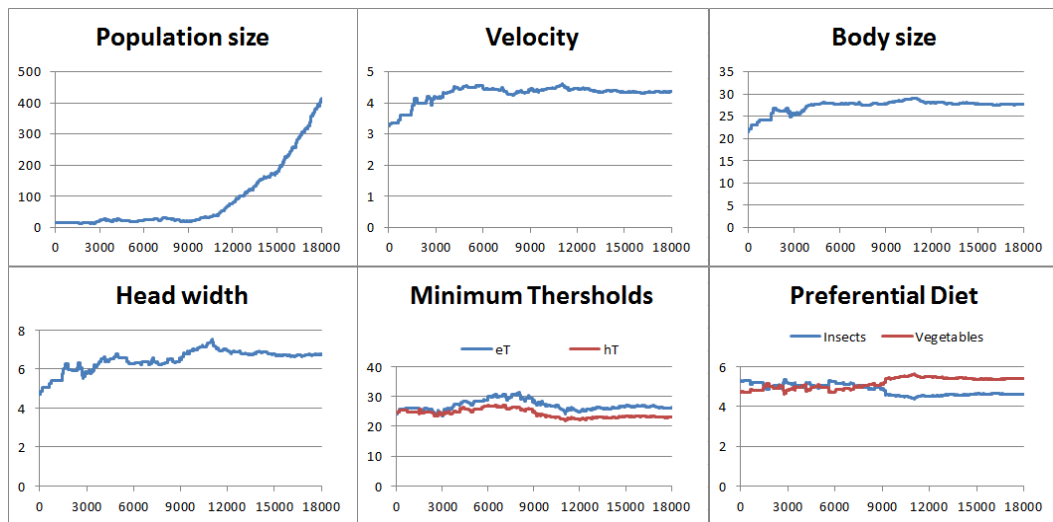 Population size
500
400
300
200
100
0
0 3000 6000 9000 12000 15000 18000
Velocity
5
4
3
2
1
0
0 3000 6000 9000 12000 15000 18000
Body size
35
30
25
20
15
10
5
0
0 3000 6000 9000 12000 15000 18000
Head width
8
6
4
2
0
0 3000 6000 9000 12000 15000 18000
Minimum Thersholds
eT hT
40
30
20
10
0
0 3000 6000 9000 12000 15000 18000
Preferential Diet
Insects Vegetables
6
4
2
0
0 3000 6000 9000 12000 15000 18000